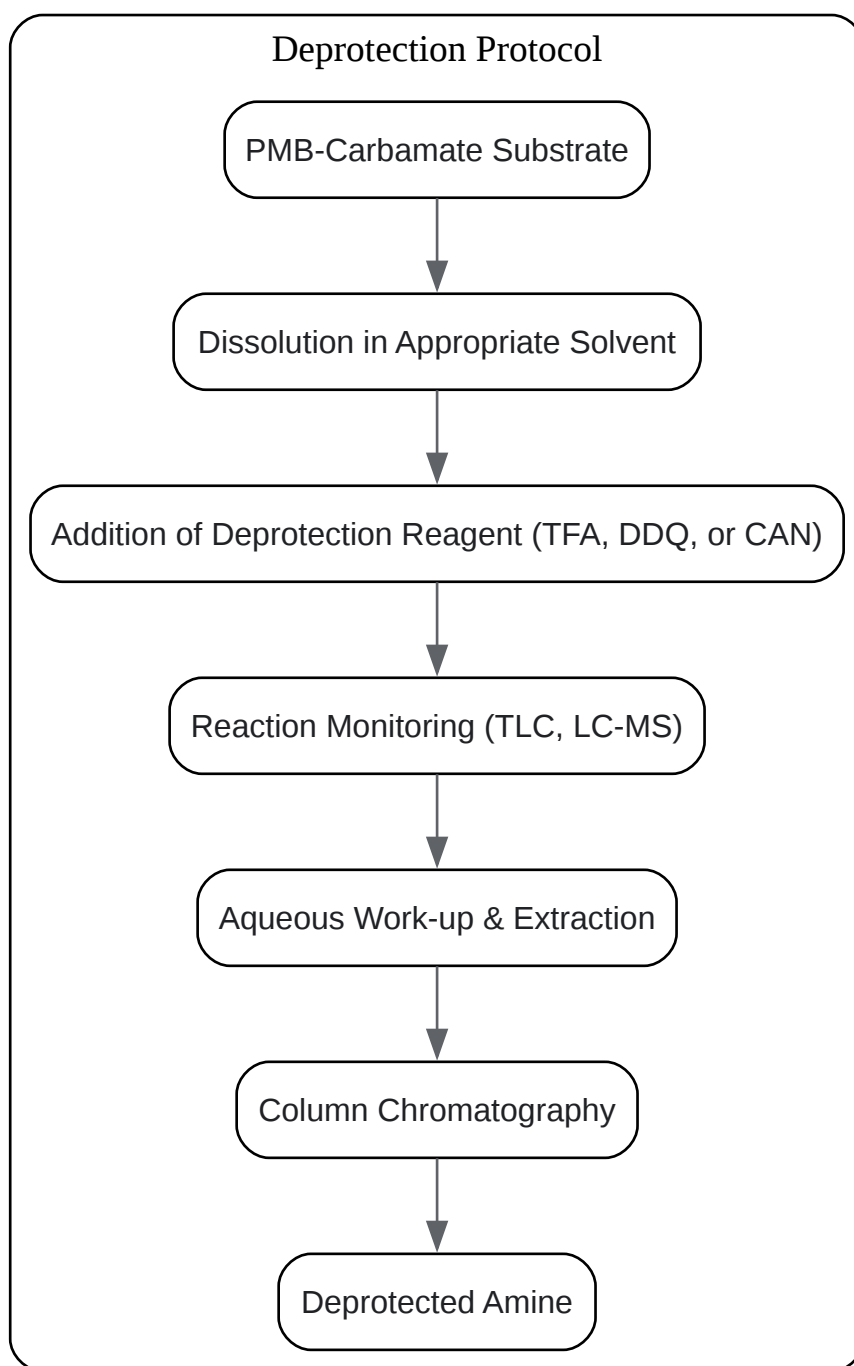 Deprotection Protocol
PMB-Carbamate Substrate
Dissolution in Appropriate Solvent
Addition of Deprotection Reagent (TFA, DDQ, or CAN)
Reaction Monitoring (TLC, LC-MS)
Aqueous Work-up & Extraction
Column Chromatography
Deprotected Amine